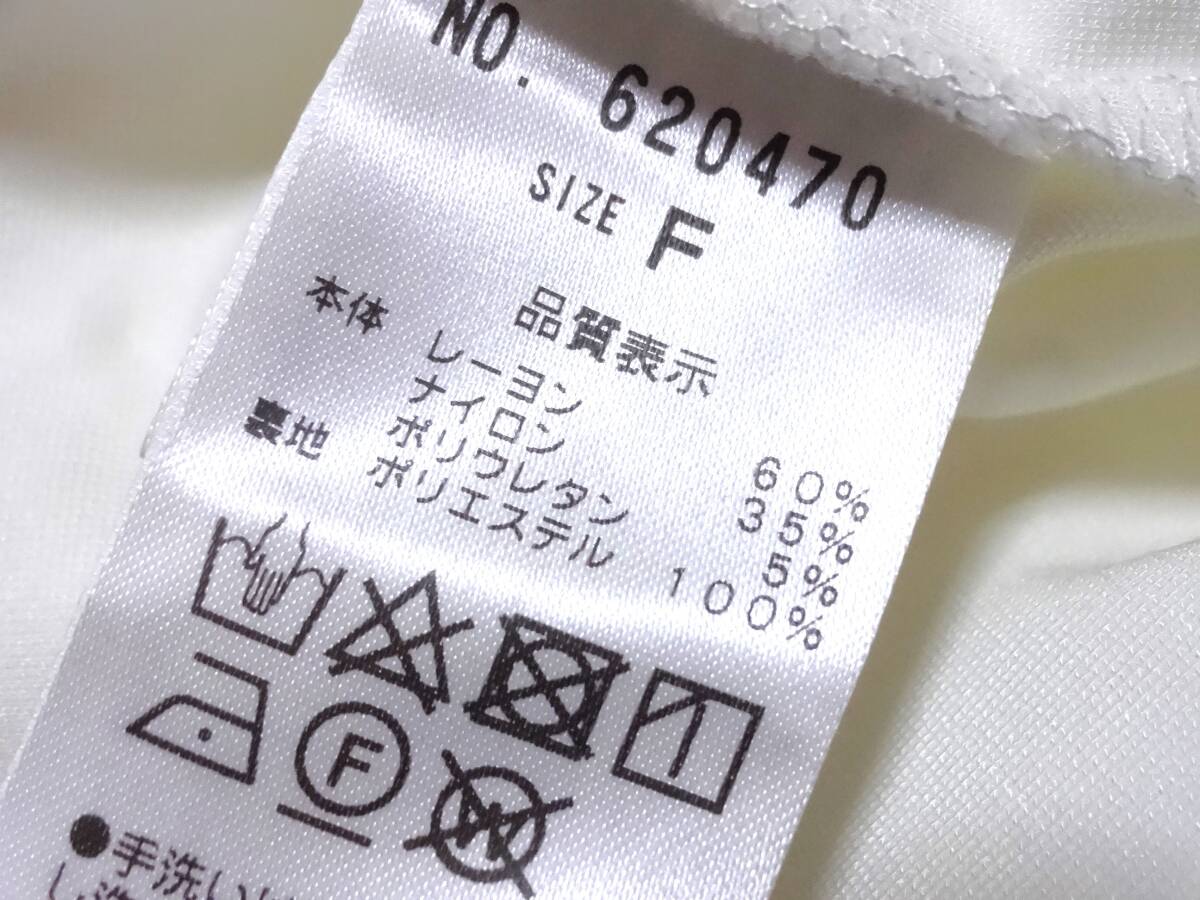 NO. 620470
SIZE F
品質表示
本体 レーヨン 60%
ナイロン 35%
ポリウレタン 5%
裏地 ポリエステル 100%
F
W
●手洗い
し洗